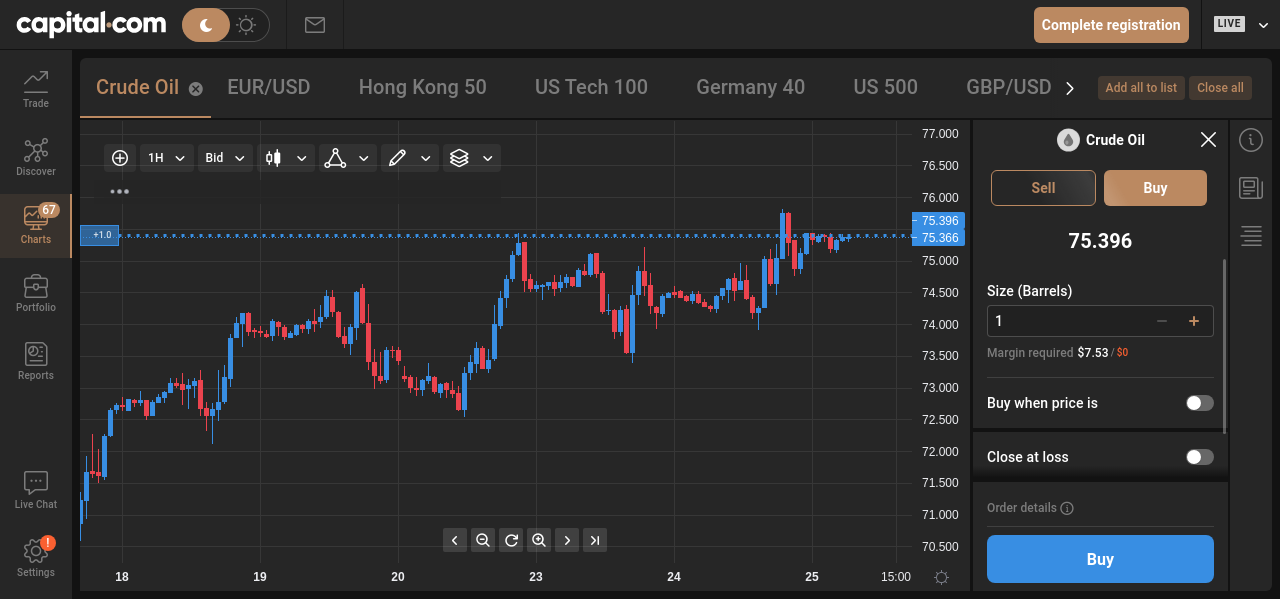 capital.com
Complete registration
LIVE
Trade
Discover
67
Charts
Portfolio
Reports
Live Chat
!
Settings
Crude Oil
EUR/USD
Hong Kong 50
US Tech 100
Germany 40
US 500
GBP/USD
Add all to list
Close all
1H
Bid
•••
+1.0
77.000
76.500
76.000
75.396
75.366
75.000
74.500
74.000
73.500
73.000
72.500
72.000
71.500
71.000
70.500
18
19
20
23
24
25
15:00
Crude Oil
Sell
Buy
75.396
Size (Barrels)
1
Margin required $7.53 / $0
Buy when price is
Close at loss
Order details
Buy